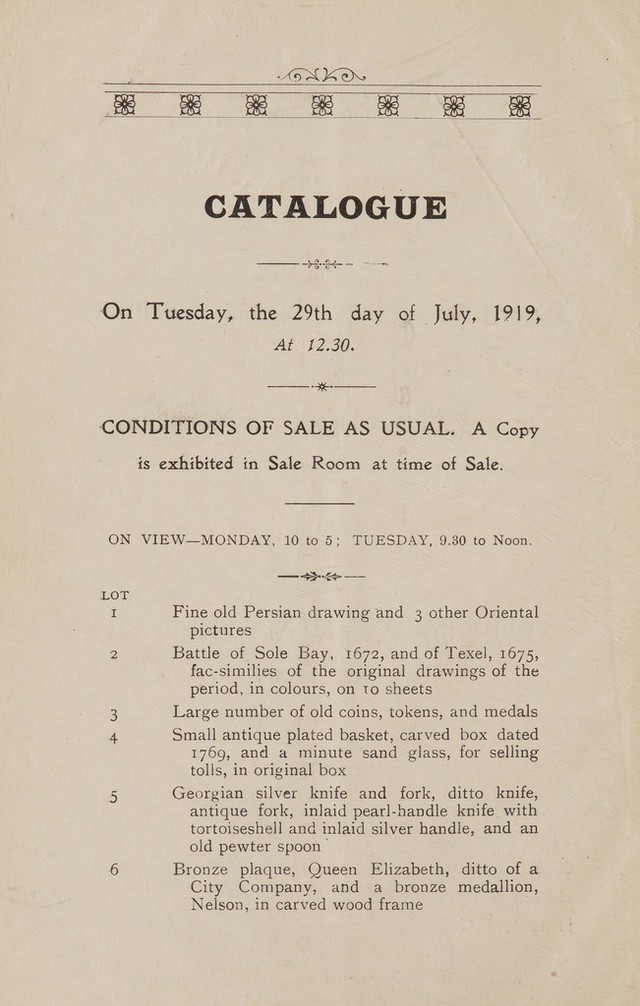 CATALOGUE
On Tuesday, the 29th day of July, 1919,
At 12.30.
CONDITIONS OF SALE AS USUAL. A Copy
is exhibited in Sale Room at time of Sale.
ON VIEW—MONDAY, 10 to 5; TUESDAY, 9.30 to Noon.
LOT
1 Fine old Persian drawing and 3 other Oriental
pictures
2 Battle of Sole Bay, 1672, and of Texel, 1675,
fac-similies of the original drawings of the
period, in colours, on 10 sheets
3 Large number of old coins, tokens, and medals
4 Small antique plated basket, carved box dated
1769, and a minute sand glass, for selling
tolls, in original box
5 Georgian silver knife and fork, ditto knife,
antique fork, inlaid pearl-handle knife with
tortoiseshell and inlaid silver handle, and an
old pewter spoon
6 Bronze plaque, Queen Elizabeth, ditto of a
City Company, and a bronze medallion,
Nelson, in carved wood frame